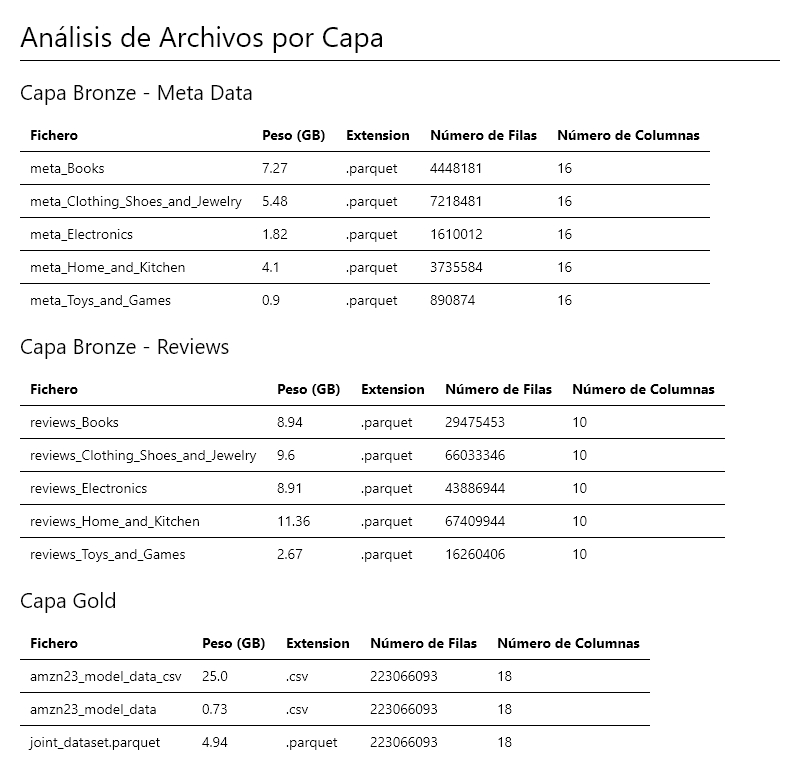 Análisis de Archivos por Capa
Capa Bronze - Meta Data
Fichero Peso (GB) Extension Número de Filas Número de Columnas
meta_Books 7.27 .parquet 4448181 16
meta_Clothing_Shoes_and_Jewelry 5.48 .parquet 7218481 16
meta_Electronics 1.82 .parquet 1610012 16
meta_Home_and_Kitchen 4.1 .parquet 3735584 16
meta_Toys_and_Games 0.9 .parquet 890874 16
Capa Bronze - Reviews
Fichero Peso (GB) Extension Número de Filas Número de Columnas
reviews_Books 8.94 .parquet 29475453 10
reviews_Clothing_Shoes_and_Jewelry 9.6 .parquet 66033346 10
reviews_Electronics 8.91 .parquet 43886944 10
reviews_Home_and_Kitchen 11.36 .parquet 67409944 10
reviews_Toys_and_Games 2.67 .parquet 16260406 10
Capa Gold
Fichero Peso (GB) Extension Número de Filas Número de Columnas
amzn23_model_data_csv 25.0 .csv 223066093 18
amzn23_model_data 0.73 .csv 223066093 18
joint_dataset.parquet 4.94 .parquet 223066093 18